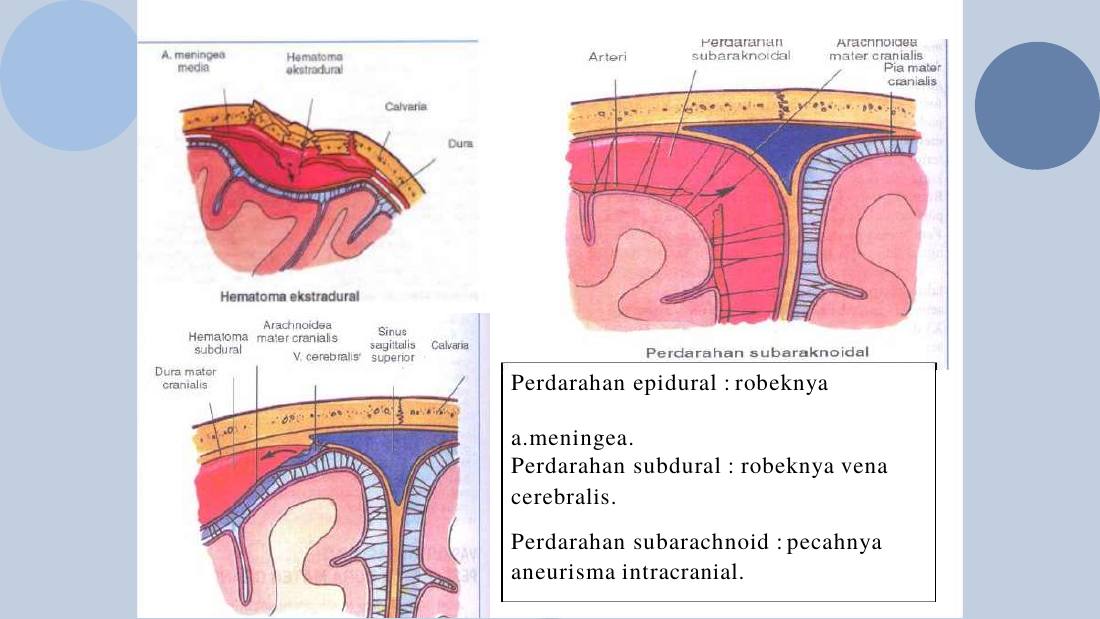 A. meningea
media
Hematoma
ekstradural
Calvaria
Dura
Hematoma ekstradural
Arteri
Perdarahan
subaraknoidal
Arachnoidea
mater cranialis
Pia mater
cranialis
Perdarahan subaraknoidal
Hematoma
subdural
Arachnoidea
mater cranialis
V. cerebralis
Sinus
sagittalis
superior
Calvaria
Dura mater
cranialis
Perdarahan epidural : robeknya
a.meningea.
Perdarahan subdural : robeknya vena
cerebralis.
Perdarahan subarachnoid : pecahnya
aneurisma intracranial.